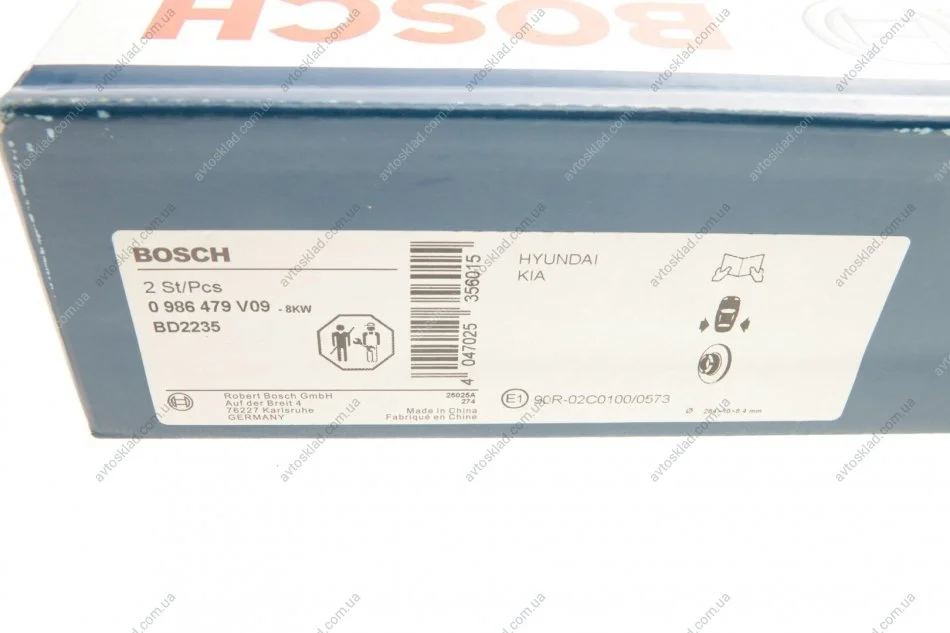 BOSCH
BOSCH
2 St/Pcs
0 986 479 V09 - 8KW
BD2235
4 047025 356015
HYUNDAI
KIA
Robert Bosch GmbH
Auf der Breit 4
76227 Karlsruhe
GERMANY
25025A
274
Made in China
Fabriqué en Chine
E1 90R-02C0100/0573
avtosklad.com.ua